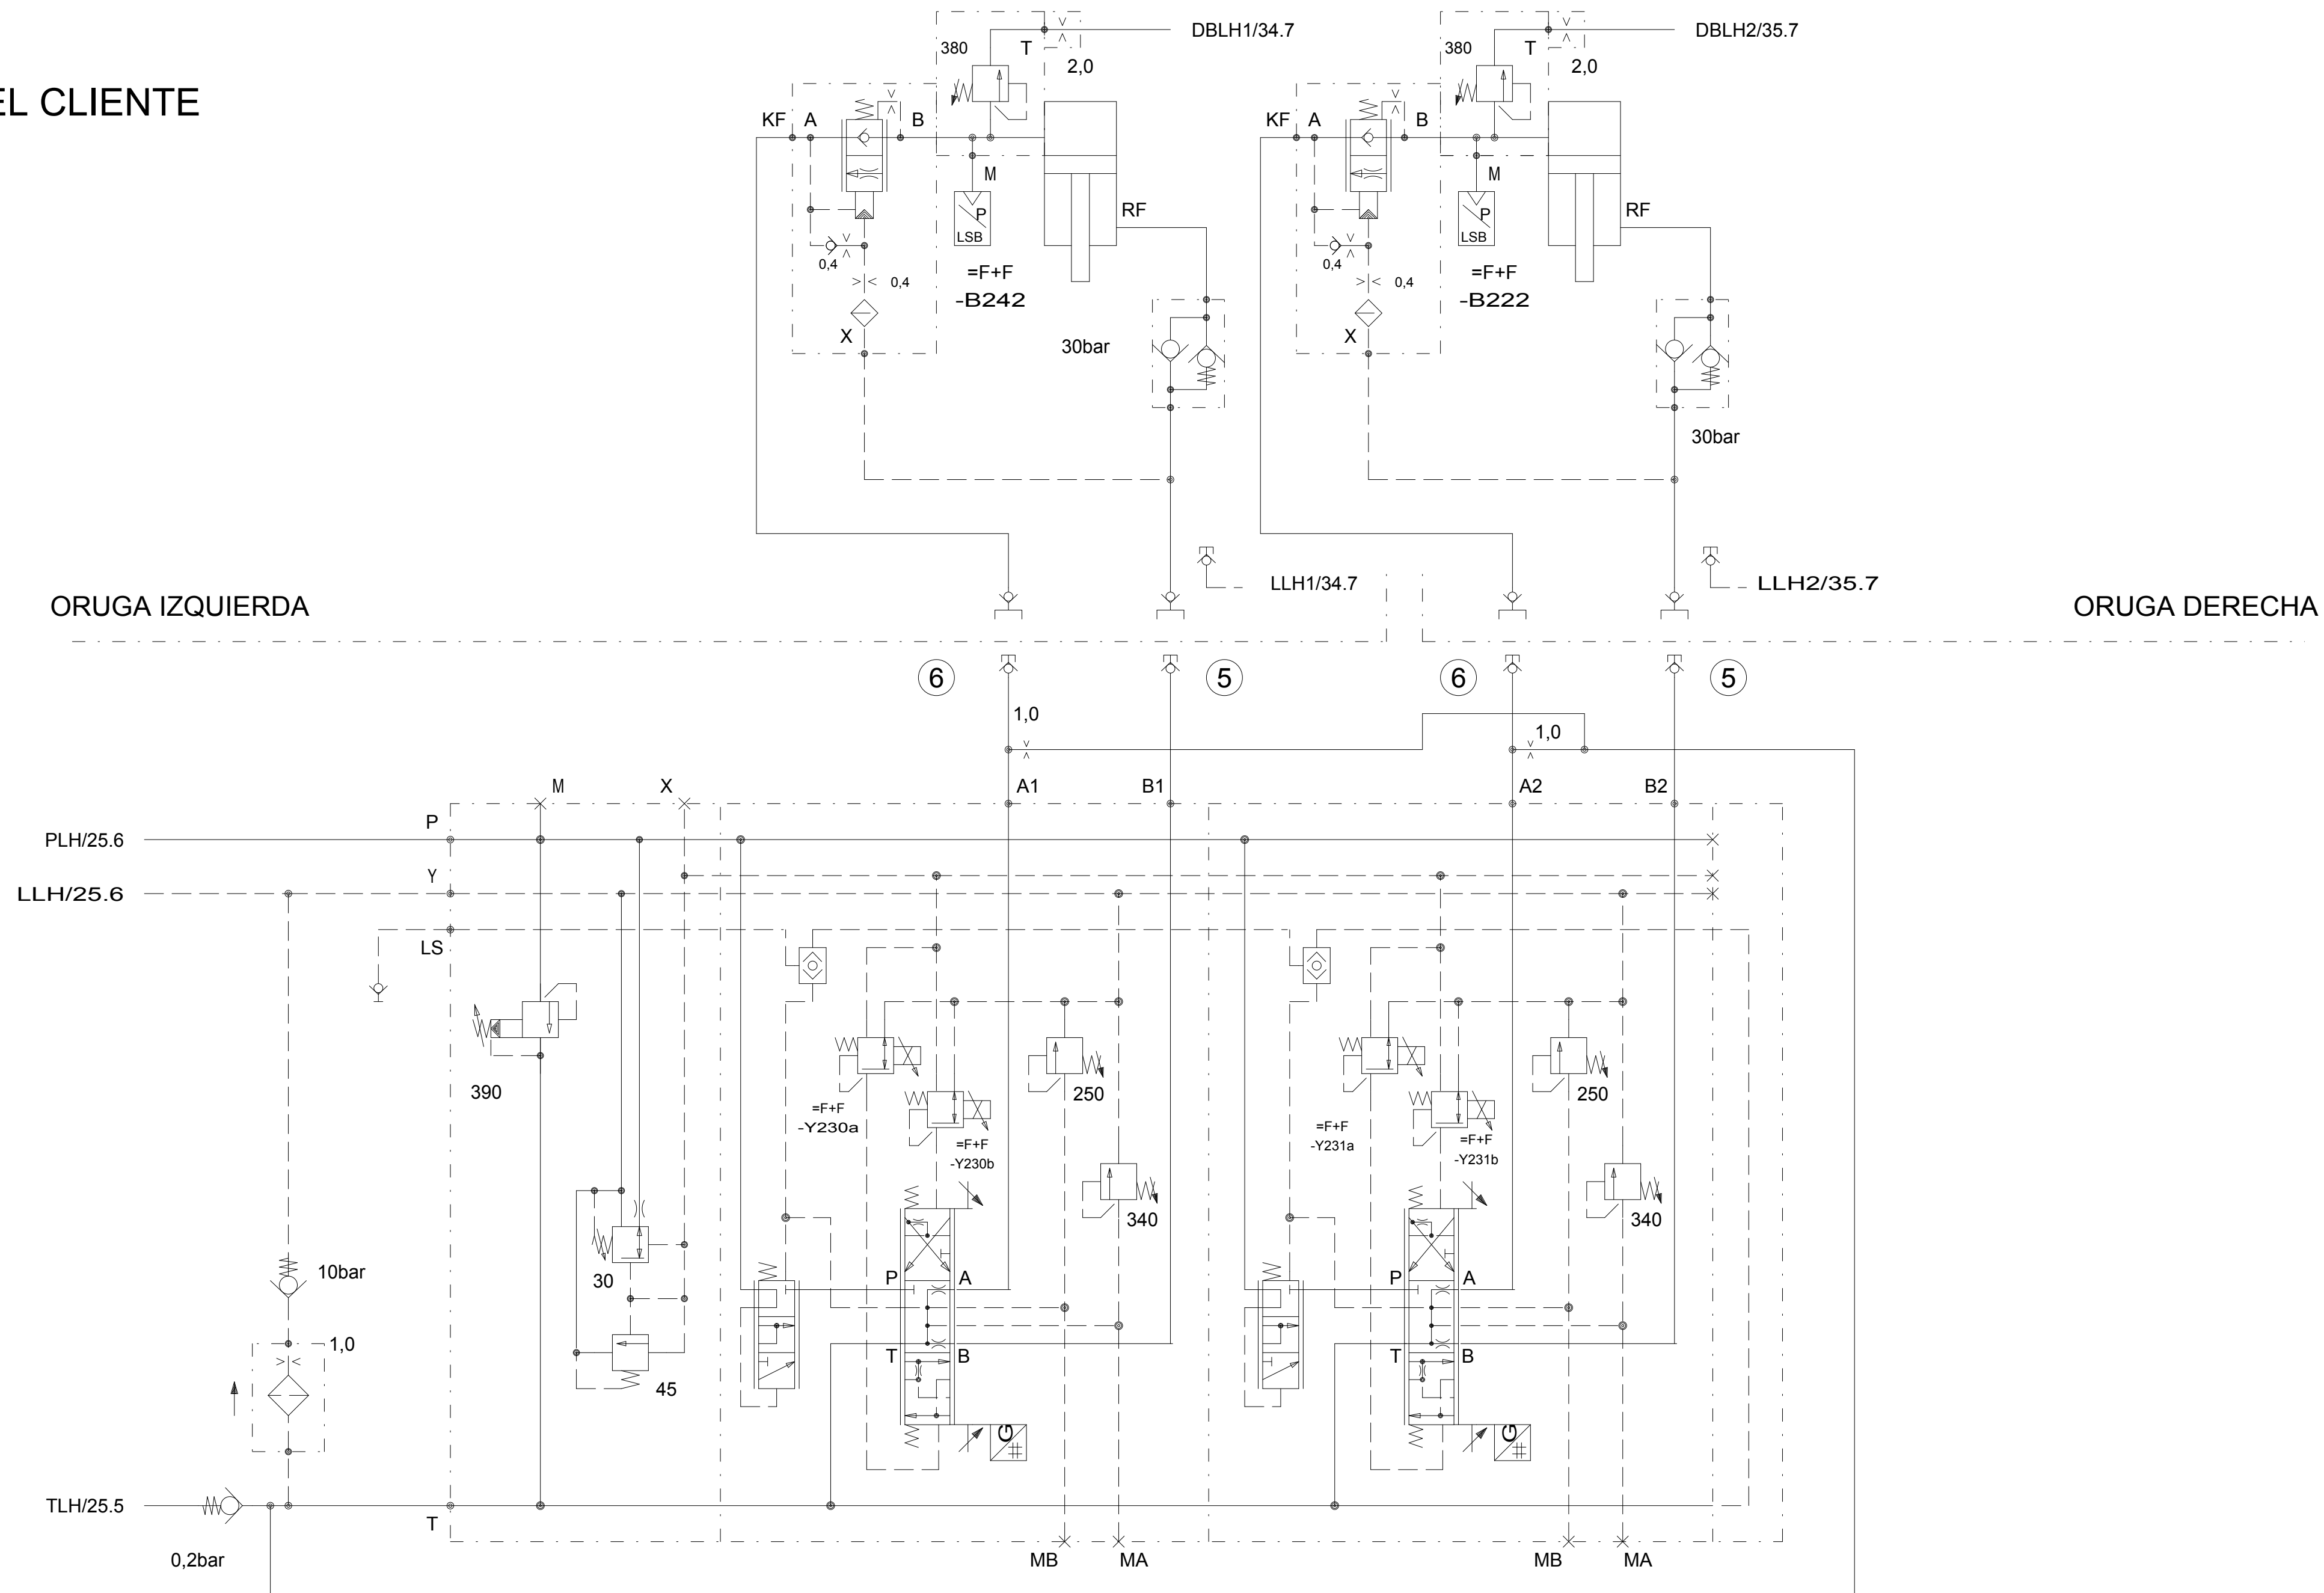 DBLH1/34.7
DBLH2/35.7
380
T
2,0
380
T
2,0
EL CLIENTE
KF
A
B
KF
A
B
M
M
P
LSB
P
LSB
RF
RF
0,4
0,4
=F+F
-B242
0,4
0,4
=F+F
-B222
X
30bar
X
30bar
LLH1/34.7
LLH2/35.7
ORUGA IZQUIERDA
ORUGA DERECHA
6
5
6
5
1,0
1,0
M
X
A1
B1
A2
B2
P
PLH/25.6
Y
LLH/25.6
LS
390
250
250
=F+F
-Y230a
=F+F
-Y230b
=F+F
-Y231a
=F+F
-Y231b
340
340
10bar
30
P
A
P
A
1,0
T
B
T
B
45
G
#
G
#
TLH/25.5
T
0,2bar
MB
MA
MB
MA